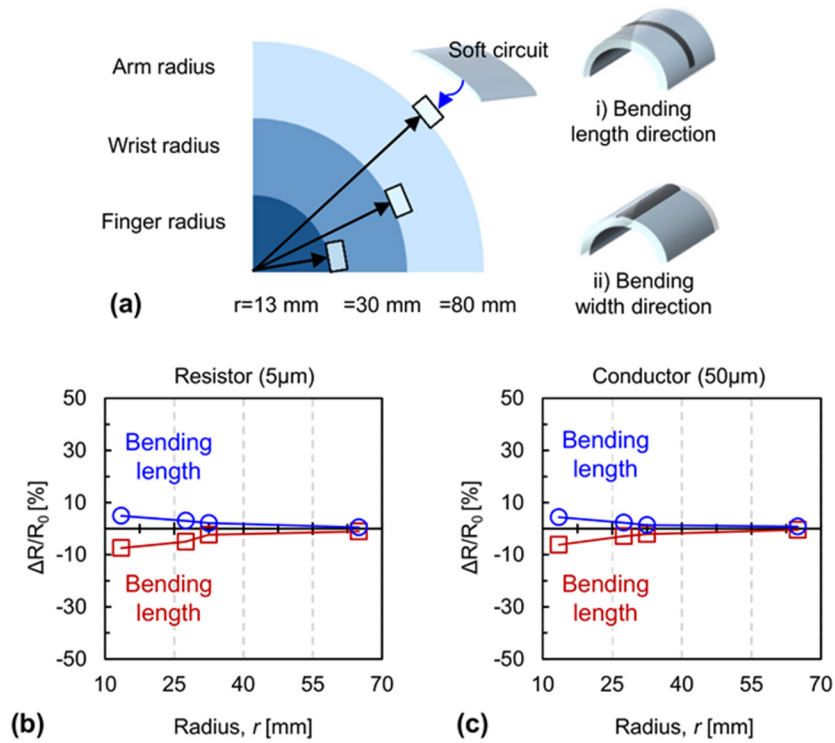 Arm radius
Wrist radius
Finger radius
Soft circuit
i) Bending
length direction
ii) Bending
width direction
(a)
r=13 mm
=30 mm
=80 mm
Resistor (5μm)
50
30
10
-10
-30
-50
ΔR/R0 [%]
Bending
length
Bending
length
10
25
40
55
70
(b)
Radius, r [mm]
Conductor (50μm)
50
30
10
-10
-30
-50
ΔR/R0 [%]
Bending
length
Bending
length
10
25
40
55
70
(c)
Radius, r [mm]